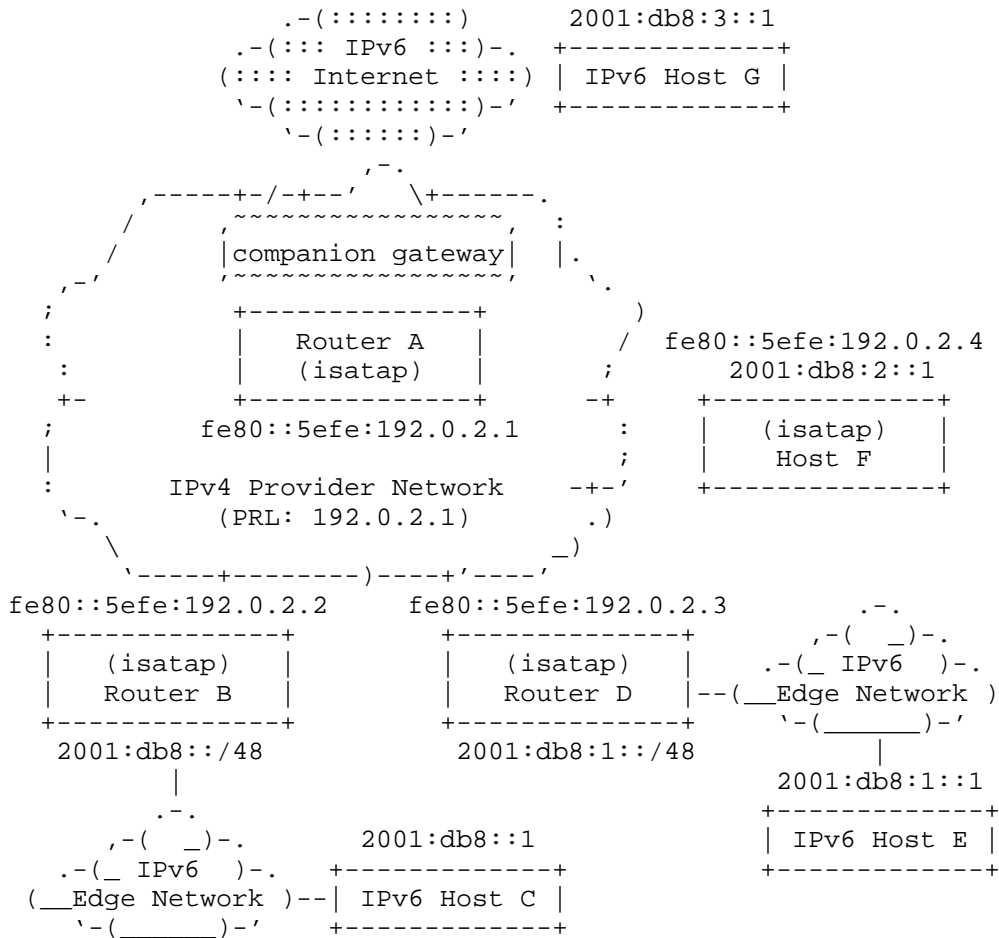 .-(::::::::)      2001:db8:3::1
.-(::: IPv6 :::)-.  +-------------+
(:::: Internet ::::) | IPv6 Host G |
`-(::::::::::::)-'  +-------------+
`-(::::::)-'
,-.
,-----+-/-+--'   \+------.
/    ,~~~~~~~~~~~~~~~~~,  :
/     |companion gateway|  |.
,-'      '~~~~~~~~~~~~~~~~~'   `.
;            +--------------+         )
:            |   Router A   |        /  fe80::5efe:192.0.2.4
:           |   (isatap)   |       ;       2001:db8:2::1
+-          +--------------+      -+    +--------------+
;         fe80::5efe:192.0.2.1      :    |   (isatap)   |
|                                   ;    |    Host F    |
:       IPv4 Provider Network    -+-'    +--------------+
`-.       (PRL: 192.0.2.1)       .)
\                           _)
`-----+--------)----+'----'
fe80::5efe:192.0.2.2     fe80::5efe:192.0.2.3        .-.
+--------------+         +--------------+       ,-(  _)-.
|   (isatap)   |         |   (isatap)   |    .-(_ IPv6  )-.
|   Router B   |         |   Router D   |--(__Edge Network )
+--------------+         +--------------+     `-(______)-'
2001:db8::/48            2001:db8:1::/48           |
|                                     2001:db8:1::1
.-.                                   +-------------+
,-(  _)-.       2001:db8::1              | IPv6 Host E |
.-(_ IPv6  )-.   +-------------+           +-------------+
(__Edge Network )--| IPv6 Host C |
`-(______)-'     +-------------+